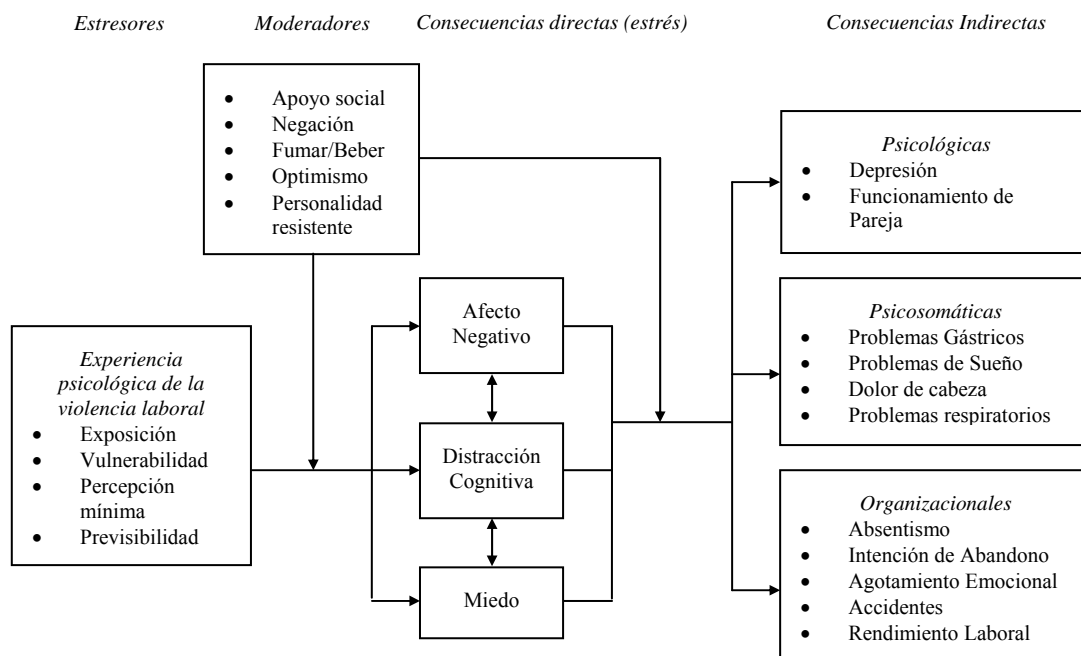 Estresores
Moderadores
Consecuencias directas (estrés)
Consecuencias Indirectas
• Apoyo social
• Negación
• Fumar/Beber
• Optimismo
• Personalidad
resistente
Experiencia
psicológica de la
violencia laboral
• Exposición
• Vulnerabilidad
• Percepción
mínima
• Previsibilidad
Afecto
Negativo
Distracción
Cognitiva
Miedo
Psicológicas
• Depresión
• Funcionamiento de
Pareja
Psicosomáticas
• Problemas Gástricos
• Problemas de Sueño
• Dolor de cabeza
• Problemas respiratorios
Organizacionales
• Absentismo
• Intención de Abandono
• Agotamiento Emocional
• Accidentes
• Rendimiento Laboral